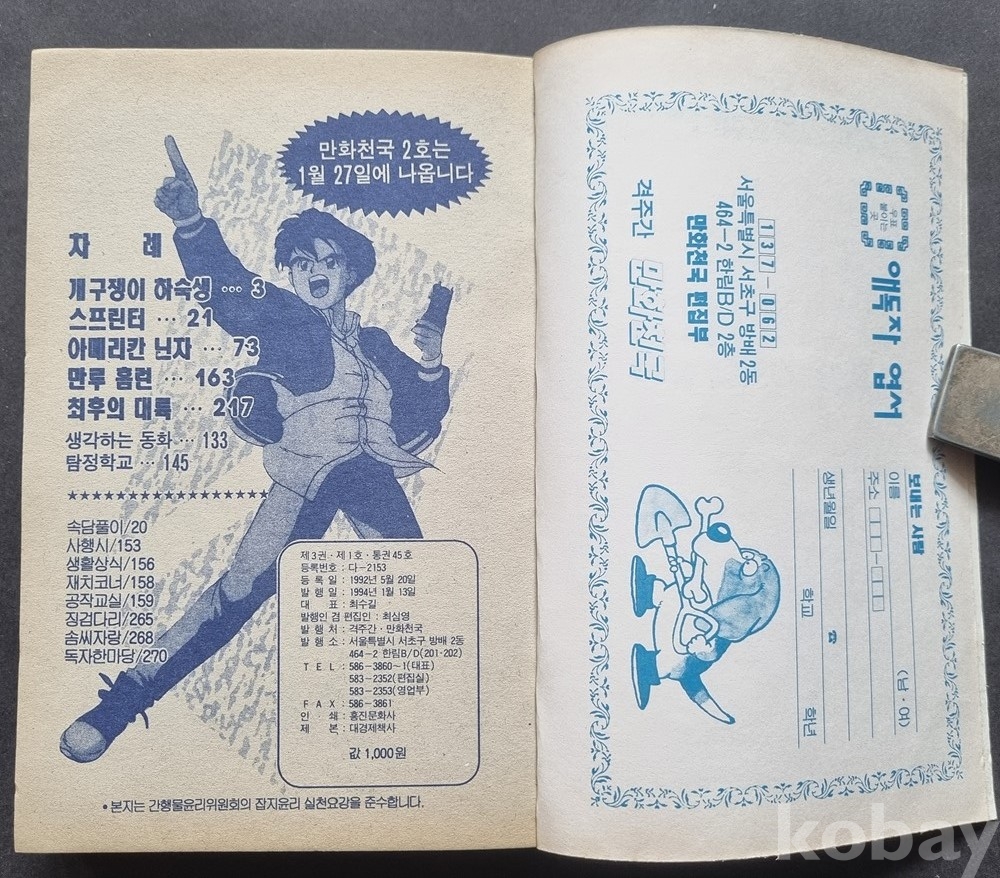 만화천국 2호는
1월 27일에 나옵니다
차 례
개구쟁이 하숙생 … 3
스프린터 … 21
아메리칸 닌자 … 73
만루 홈런 … 163
최후의 대륙 … 217
생각하는 동화 … 133
탐정학교 … 145
★★★★★★★★★★★★★★★★★
속담풀이/20
사행시/153
생활상식/156
재치코너/158
공작교실/159
징검다리/265
솜씨자랑/268
독자한마당/270
제3권·제1호·통권45호
등록번호 : 다-2153
등 록 일 : 1992년 5월 20일
발 행 일 : 1994년 1월 13일
대 표 : 최수길
발행인 겸 편집인 : 최심영
발 행 처 : 격주간·만화천국
발 행 소 : 서울특별시 서초구 방배 2동
464-2 한림B/D(201-202)
T E L : 586-3860~1(대표)
583-2352(편집실)
583-2353(영업부)
F A X : 586-3861
인 쇄 : 홍진문화사
제 본 : 대경제책사
값 1,000원
• 본지는 간행물윤리위원회의 잡지윤리 실천요강을 준수합니다.
우표
붙이는
곳
애독자 엽서
137-062
서울특별시 서초구 방배 2동
464-2 한림B/D 2층
만화천국 편집부
격주간 만화천국
보내는 사람
이름 (남·여)
주소 □□□-□□□
☎
생년월일 학교 학년
kobay